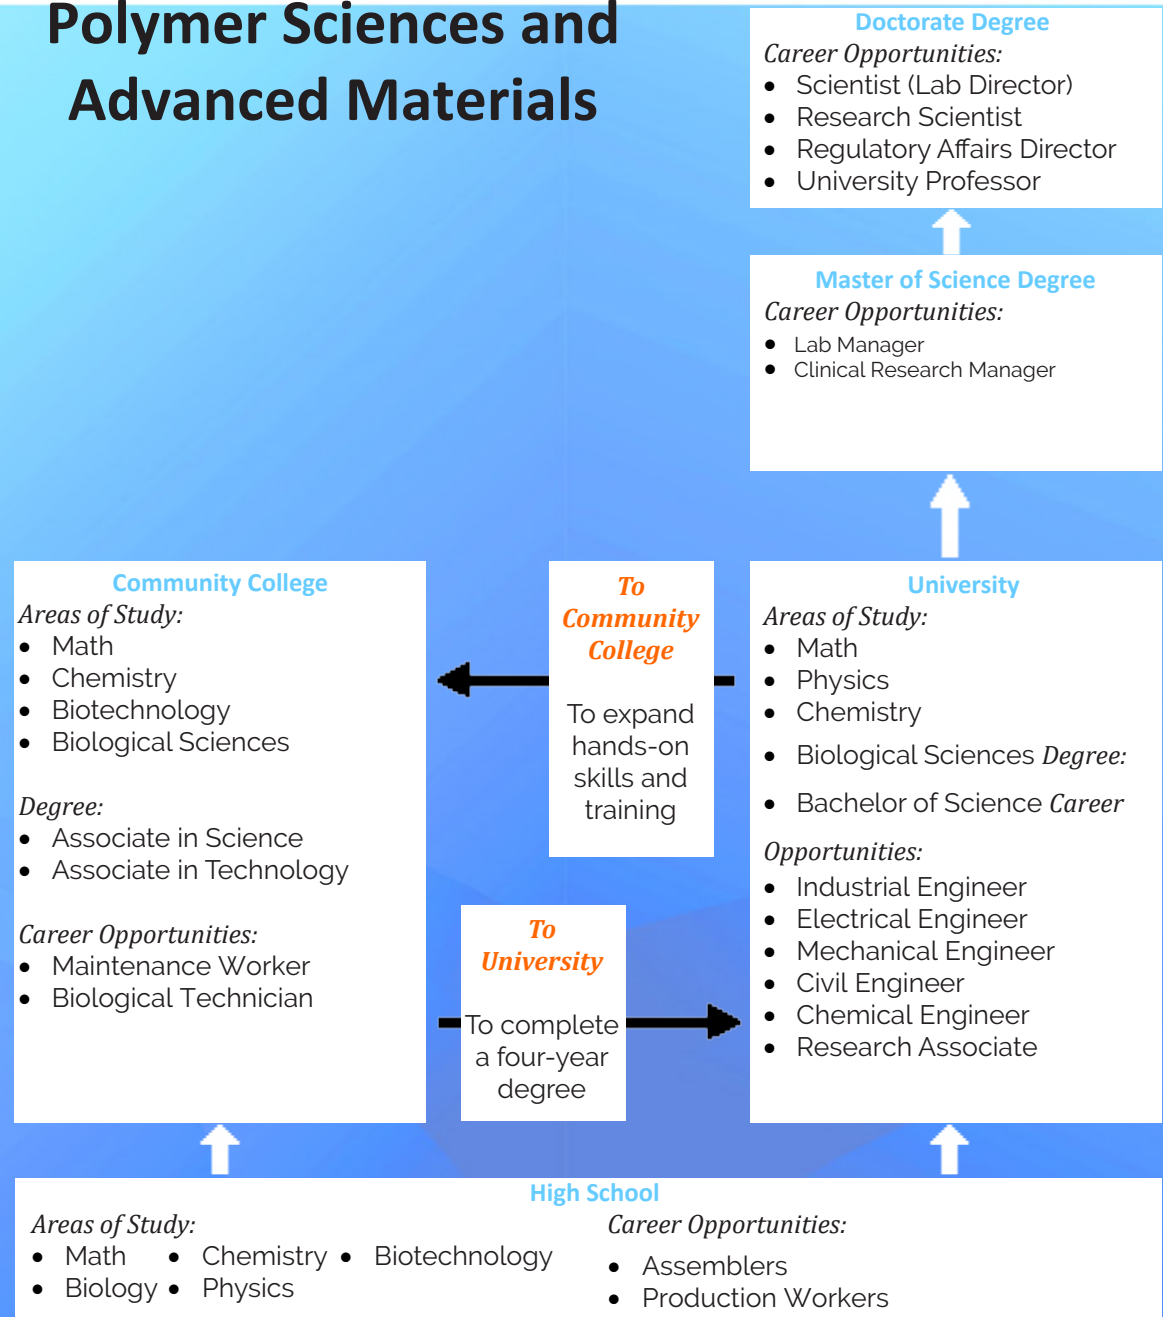 Polymer Sciences and
Advanced Materials
Doctorate Degree
Career Opportunities:
• Scientist (Lab Director)
• Research Scientist
• Regulatory Affairs Director
• University Professor
Master of Science Degree
Career Opportunities:
• Lab Manager
• Clinical Research Manager
Community College
Areas of Study:
• Math
• Chemistry
• Biotechnology
• Biological Sciences
Degree:
• Associate in Science
• Associate in Technology
Career Opportunities:
• Maintenance Worker
• Biological Technician
To
Community
College
To expand
hands-on
skills and
training
To
University
To complete
a four-year
degree
University
Areas of Study:
• Math
• Physics
• Chemistry
• Biological Sciences Degree:
• Bachelor of Science Career
Opportunities:
• Industrial Engineer
• Electrical Engineer
• Mechanical Engineer
• Civil Engineer
• Chemical Engineer
• Research Associate
High School
Areas of Study:
• Math • Chemistry • Biotechnology
• Biology • Physics
Career Opportunities:
• Assemblers
• Production Workers